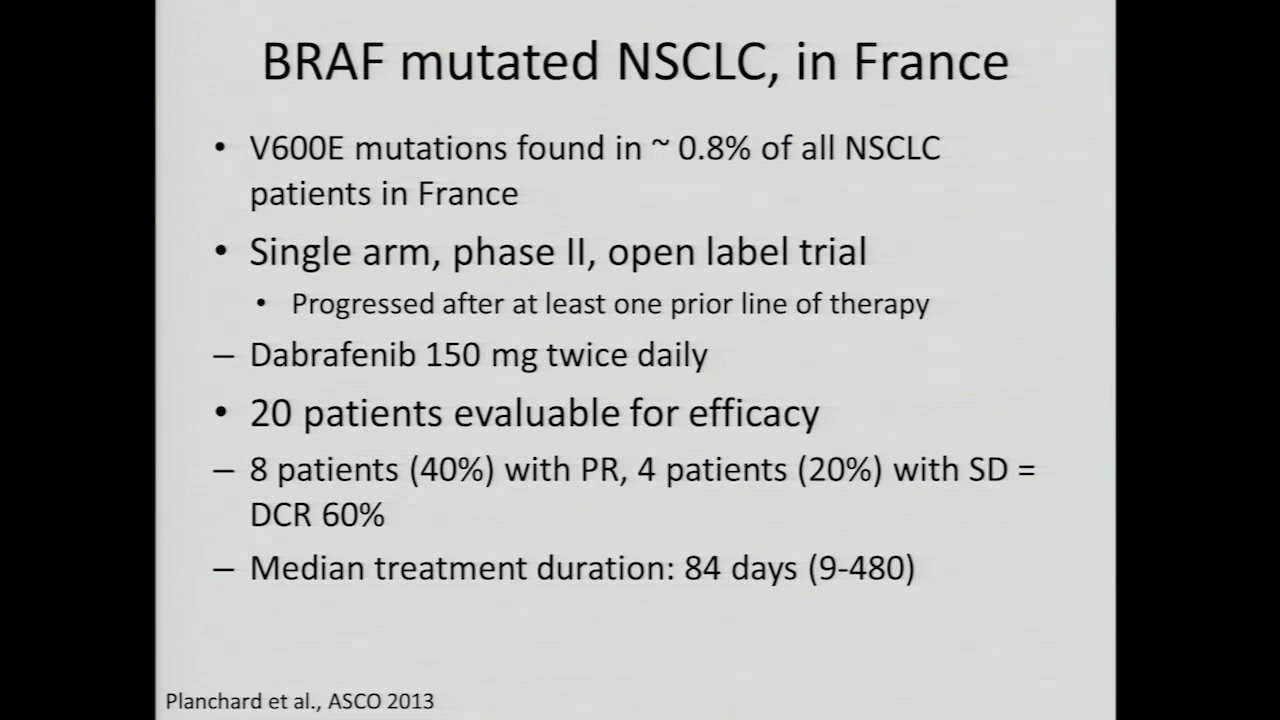 BRAF mutated NSCLC, in France
• V600E mutations found in ~ 0.8% of all NSCLC
patients in France
• Single arm, phase II, open label trial
• Progressed after at least one prior line of therapy
– Dabrafenib 150 mg twice daily
• 20 patients evaluable for efficacy
– 8 patients (40%) with PR, 4 patients (20%) with SD =
DCR 60%
– Median treatment duration: 84 days (9-480)
Planchard et al., ASCO 2013